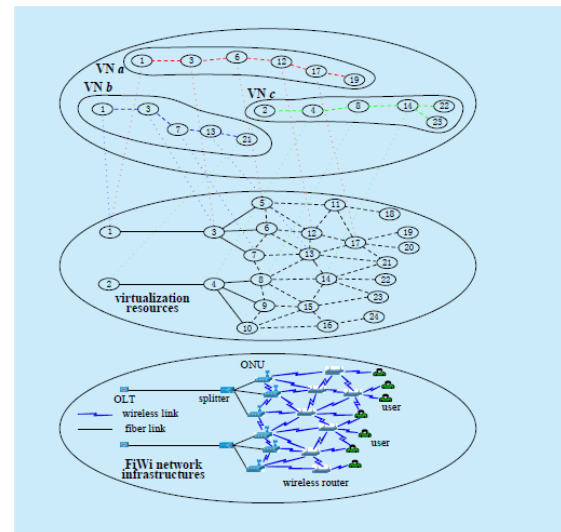 VN a
1 3 6 12 17 19
VN b
1 3 7 13 21
VN c
2 4 8 14 22 23
5 11 18
1 3 6 12 17 19
20
7 13 21
2 4 8 14 22
9 15 23
10 16 24
virtualization
resources
ONU
OLT splitter user
wireless link
fiber link
user
FiWi network
infrastructures
wireless router